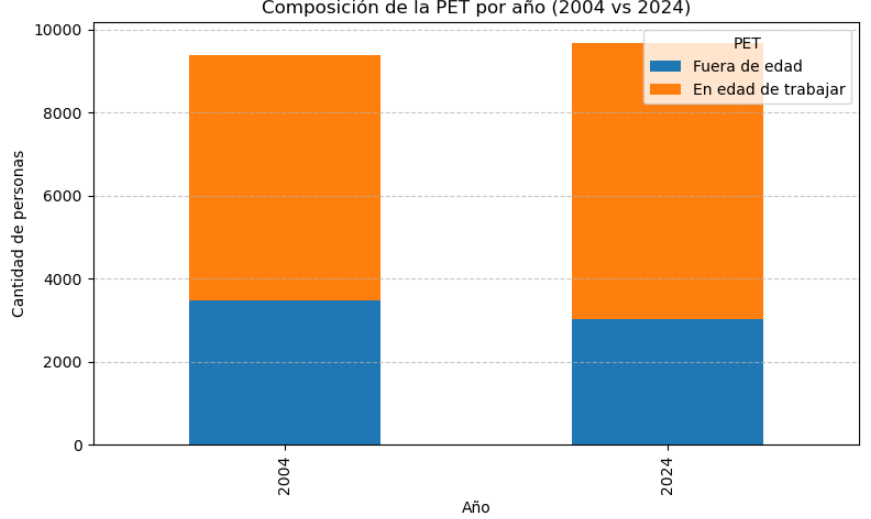 Composición de la PET por año (2004 vs 2024)
PET
Fuera de edad
En edad de trabajar
Cantidad de personas
10000
8000
6000
4000
2000
0
2004
2024
Año